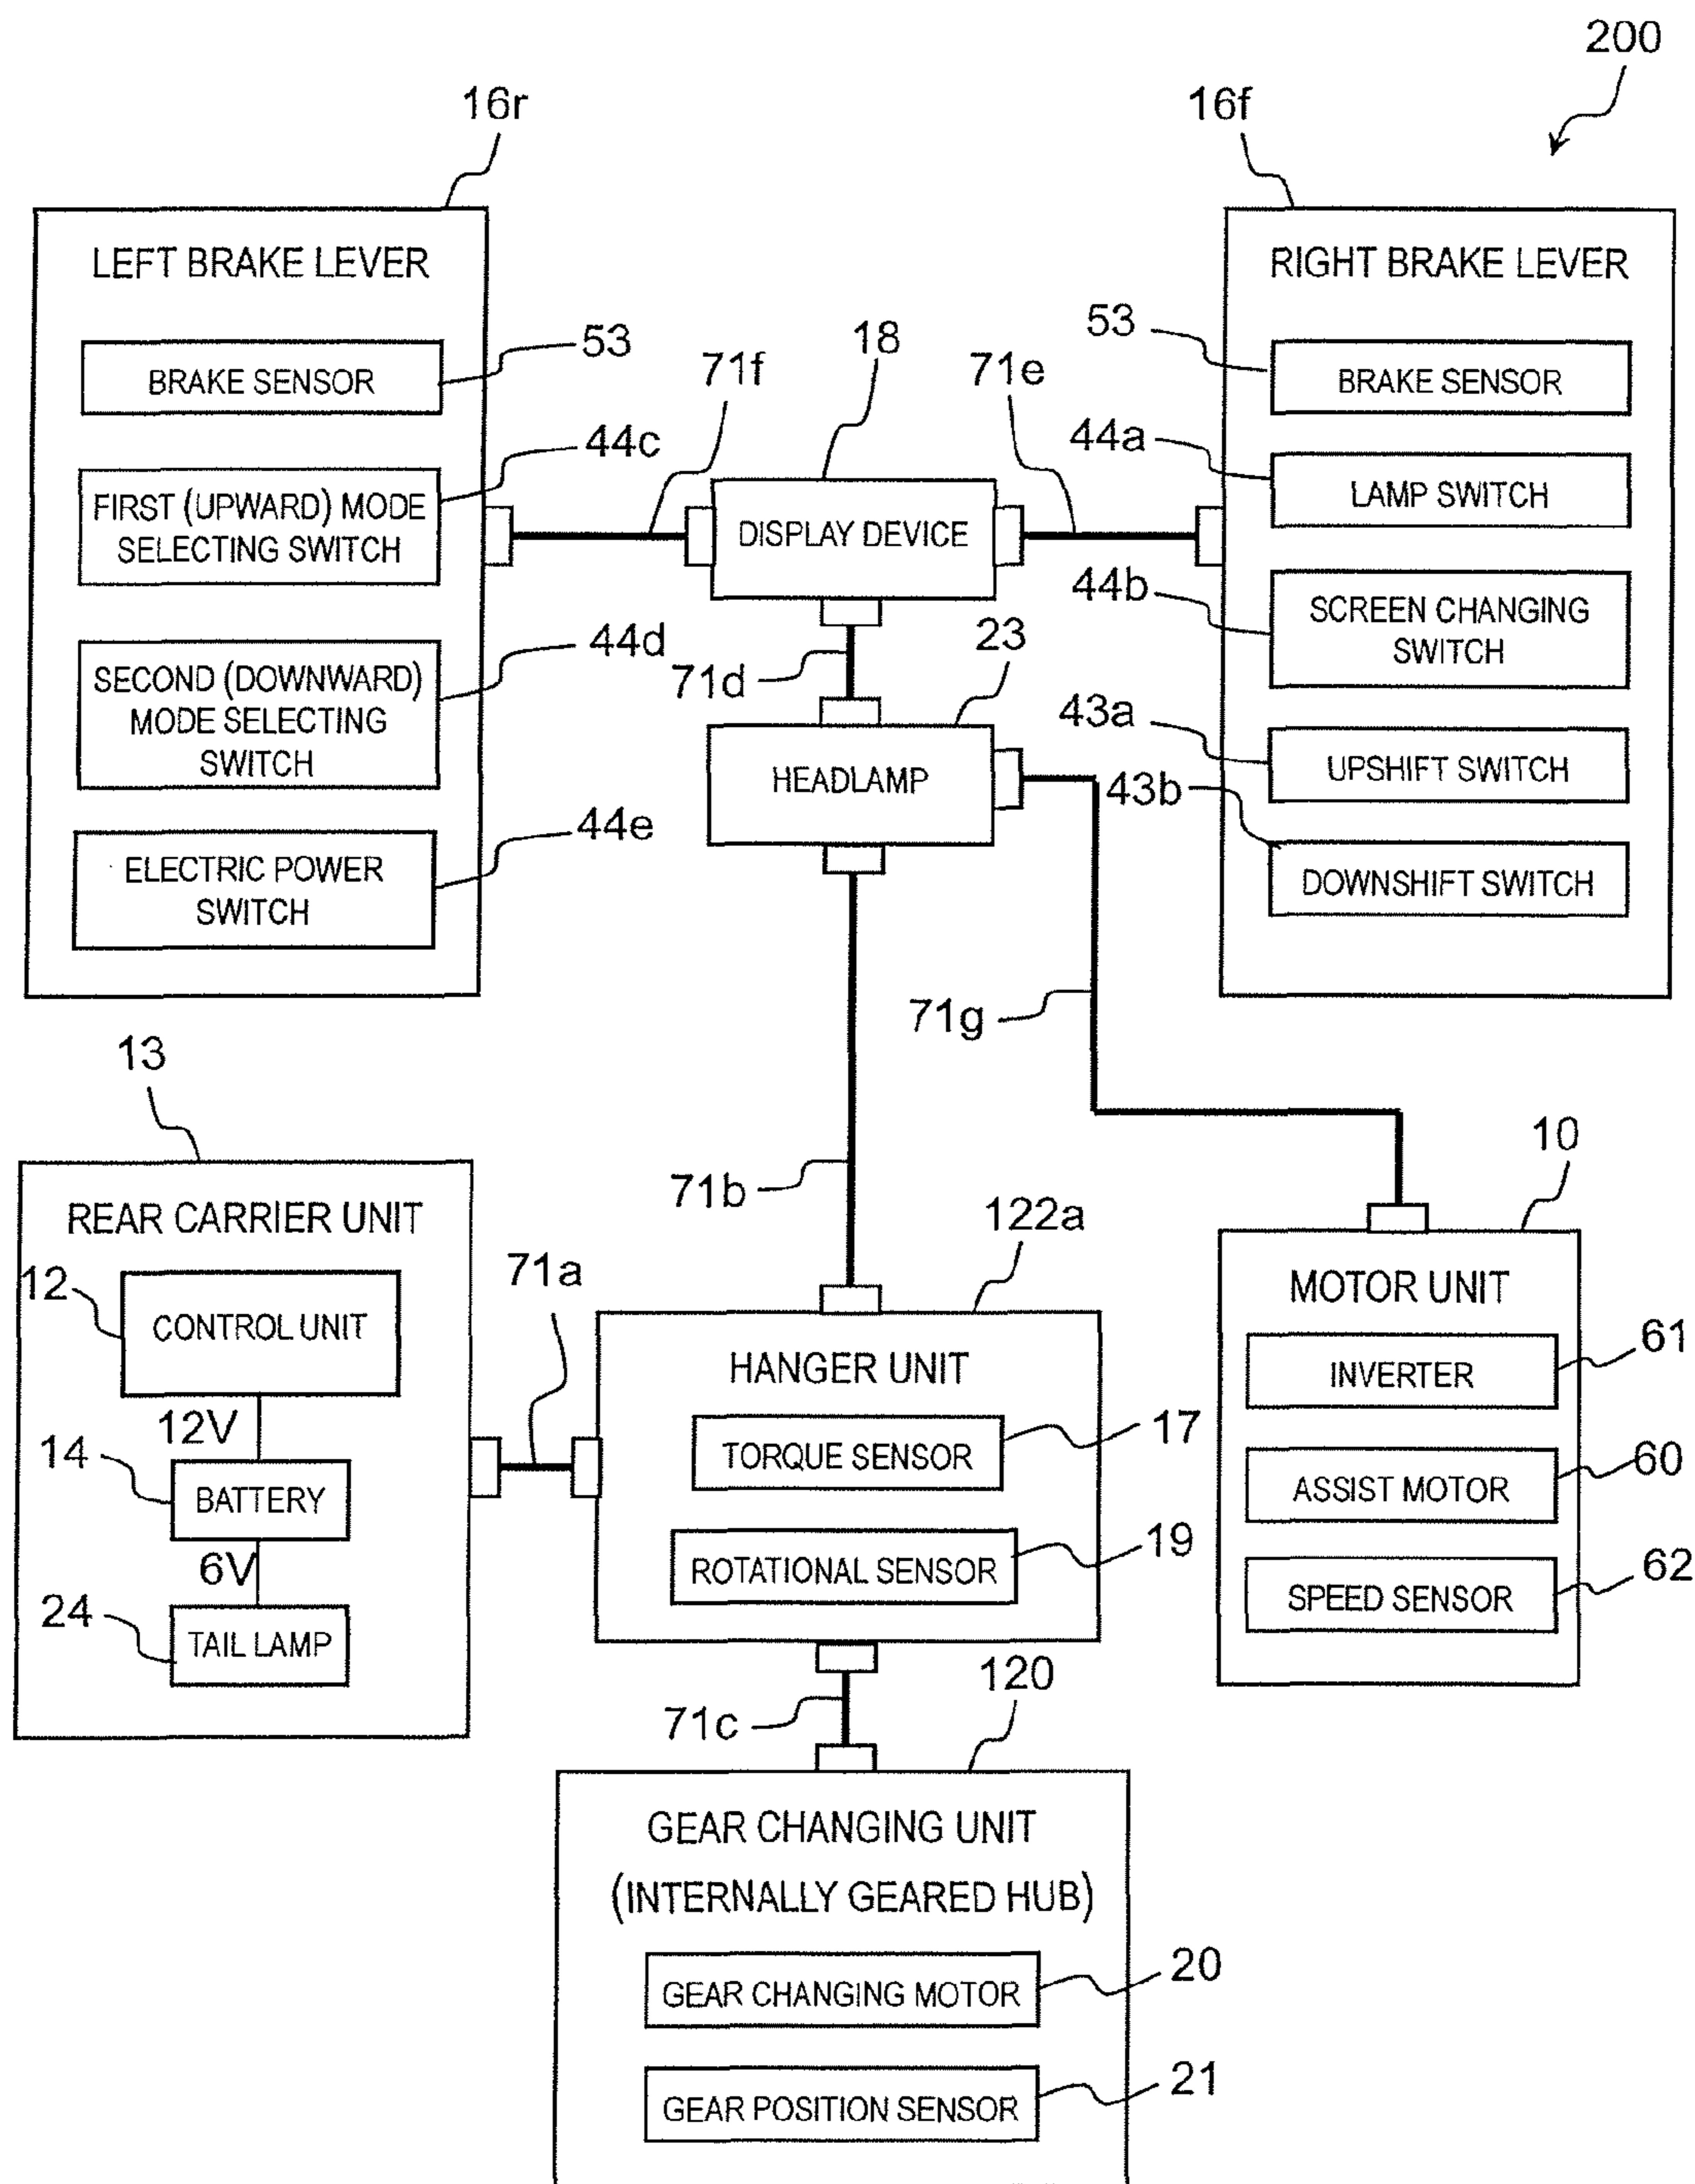 200
16r
16f
LEFT BRAKE LEVER
53
BRAKE SENSOR
44c
FIRST (UPWARD) MODE
SELECTING SWITCH
44d
SECOND (DOWNWARD)
MODE SELECTING
SWITCH
44e
ELECTRIC POWER
SWITCH
71f
18
71e
DISPLAY DEVICE
71d
23
HEADLAMP
RIGHT BRAKE LEVER
53
BRAKE SENSOR
44a
LAMP SWITCH
44b
SCREEN CHANGING
SWITCH
43a
UPSHIFT SWITCH
43b
DOWNSHIFT SWITCH
71g
71b
13
REAR CARRIER UNIT
12
CONTROL UNIT
12V
14
BATTERY
6V
24
TAIL LAMP
71a
122a
HANGER UNIT
TORQUE SENSOR
17
ROTATIONAL SENSOR
19
10
MOTOR UNIT
61
INVERTER
60
ASSIST MOTOR
62
SPEED SENSOR
71c
120
GEAR CHANGING UNIT
(INTERNALLY GEARED HUB)
20
GEAR CHANGING MOTOR
21
GEAR POSITION SENSOR